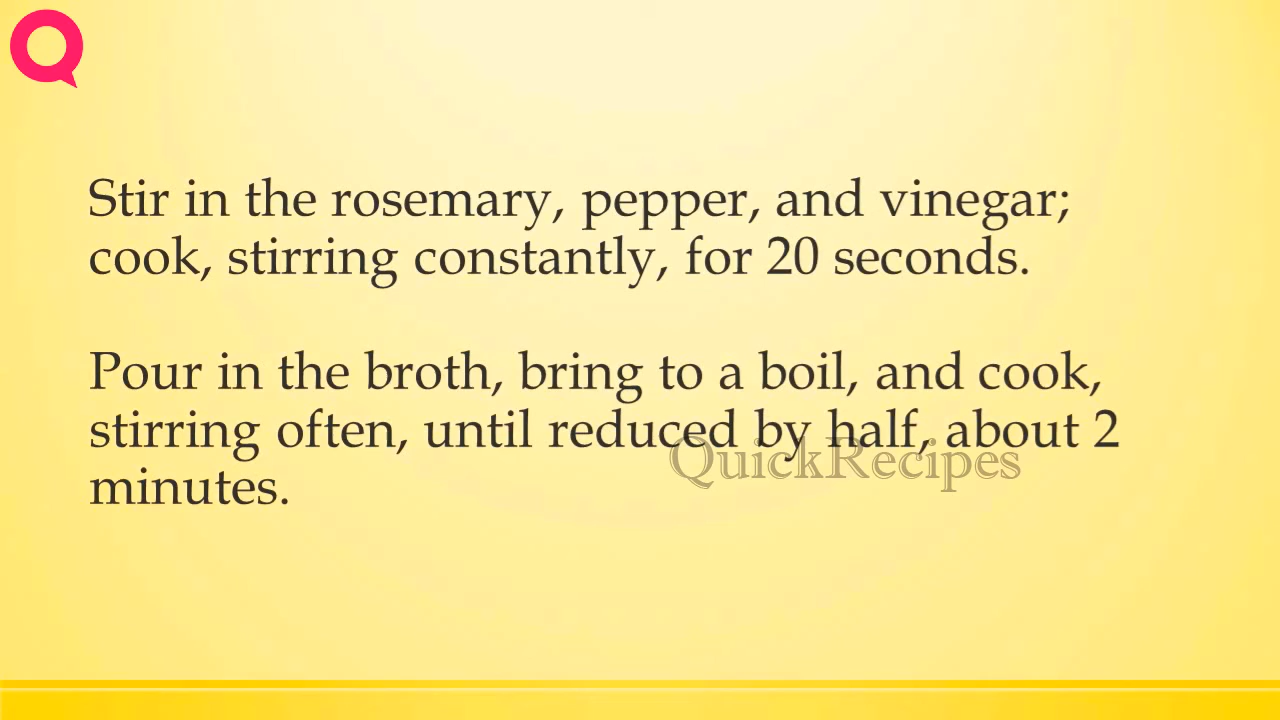 Stir in the rosemary, pepper, and vinegar;
cook, stirring constantly, for 20 seconds.
Pour in the broth, bring to a boil, and cook,
stirring often, until reduced by half, about 2
minutes.
QuickRecipes